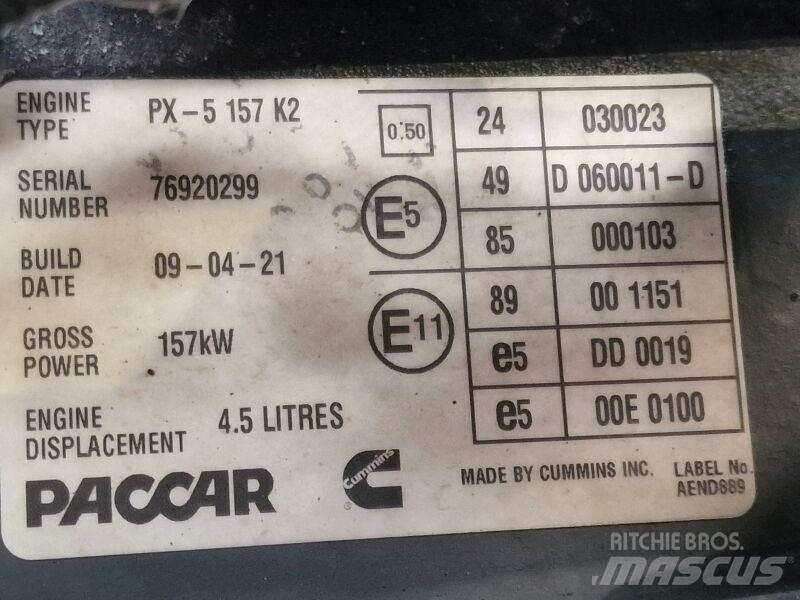 ENGINE TYPE PX-5 157 K2
SERIAL NUMBER 76920299
BUILD DATE 09-04-21
GROSS POWER 157kW
ENGINE DISPLACEMENT 4.5 LITRES
0.50
E5
E11
24 030023
49 D 060011-D
85 000103
89 00 1151
e5 DD 0019
e5 00E 0100
PACCAR
Cummins
®
MADE BY CUMMINS INC.
LABEL No.
AEND889
RITCHIE BROS.
MASCUS